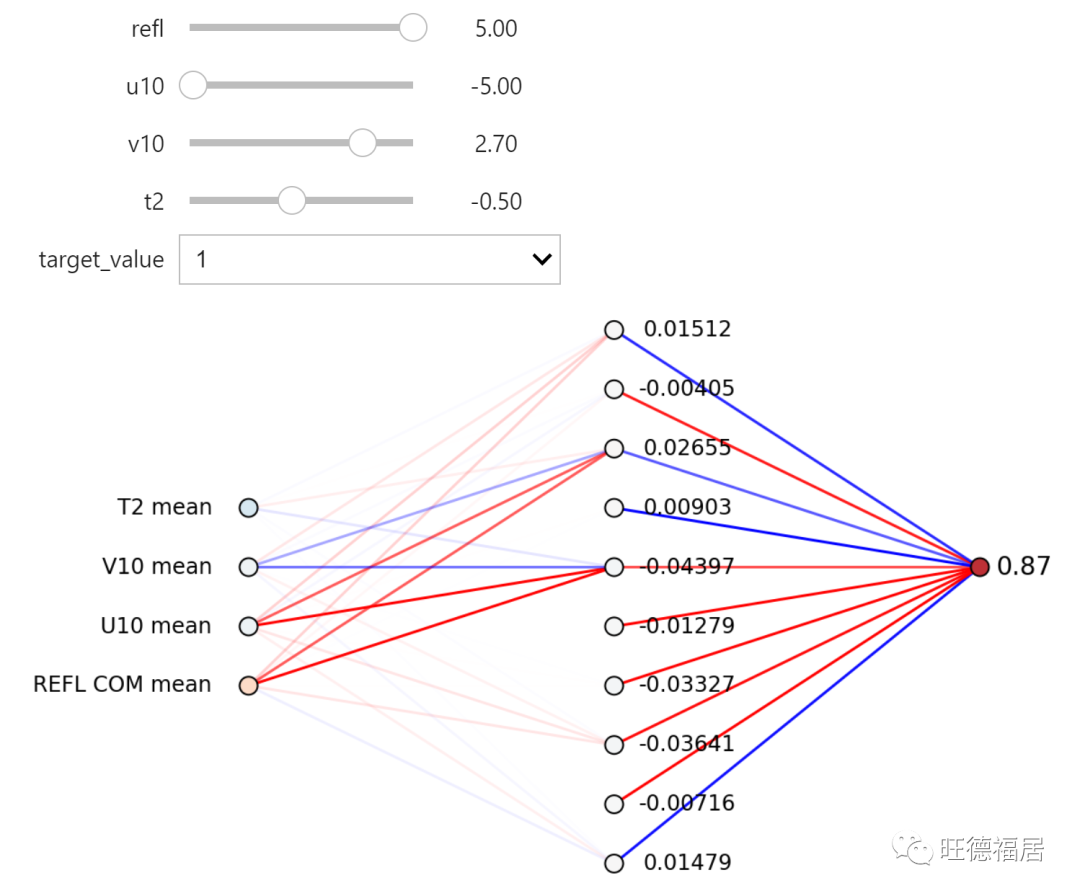 refl 5.00
u10 -5.00
v10 2.70
t2 -0.50
target_value 1
0.01512
-0.00405
0.02655
T2 mean 0.00903
V10 mean -0.04397 0.87
U10 mean -0.01279
REFL COM mean -0.03327
-0.03641
-0.00716
旺德福居
0.01479